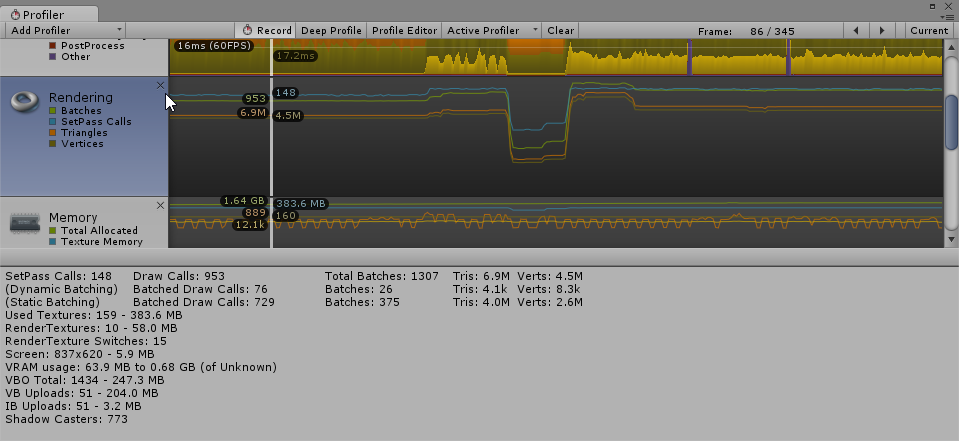 Profiler
Add Profiler
Record
Deep Profile
Profile Editor
Active Profiler
Clear
Frame: 86 / 345
Current
PostProcess
Other
16ms (60FPS)
17.2ms
Rendering
Batches
SetPass Calls
Triangles
Vertices
953
148
6.9M
4.5M
Memory
Total Allocated
Texture Memory
1.64 GB
383.6 MB
889
160
12.1k
SetPass Calls: 148 Draw Calls: 953 Total Batches: 1307 Tris: 6.9M Verts: 4.5M
(Dynamic Batching) Batched Draw Calls: 76 Batches: 26 Tris: 4.1k Verts: 8.3k
(Static Batching) Batched Draw Calls: 729 Batches: 375 Tris: 4.0M Verts: 2.6M
Used Textures: 159 - 383.6 MB
RenderTextures: 10 - 58.0 MB
RenderTexture Switches: 15
Screen: 837x620 - 5.9 MB
VRAM usage: 63.9 MB to 0.68 GB (of Unknown)
VBO Total: 1434 - 247.3 MB
VB Uploads: 51 - 204.0 MB
IB Uploads: 51 - 3.2 MB
Shadow Casters: 773